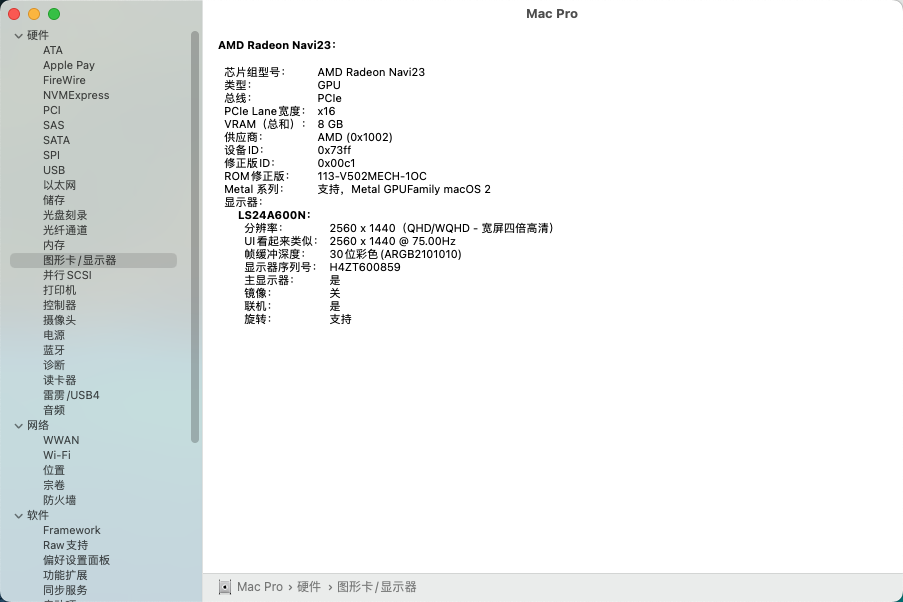 Mac Pro
硬件
ATA
Apple Pay
FireWire
NVMExpress
PCI
SAS
SATA
SPI
USB
以太网
储存
光盘刻录
光纤通道
内存
图形卡/显示器
并行SCSI
打印机
控制器
摄像头
电源
蓝牙
诊断
读卡器
雷雳/USB4
音频
网络
WWAN
Wi-Fi
位置
宗卷
防火墙
软件
Framework
Raw支持
偏好设置面板
功能扩展
同步服务
AMD Radeon Navi23：
芯片组型号： AMD Radeon Navi23
类型： GPU
总线： PCIe
PCIe Lane宽度： x16
VRAM（总和）： 8 GB
供应商： AMD (0x1002)
设备ID： 0x73ff
修正版ID： 0x00c1
ROM修正版： 113-V502MECH-1OC
Metal 系列： 支持，Metal GPUFamily macOS 2
显示器：
LS24A600N：
分辨率： 2560 x 1440（QHD/WQHD - 宽屏四倍高清）
UI看起来类似： 2560 x 1440 @ 75.00Hz
帧缓冲深度： 30位彩色(ARGB2101010)
显示器序列号： H4ZT600859
主显示器： 是
镜像： 关
联机： 是
旋转： 支持
Mac Pro › 硬件 › 图形卡/显示器